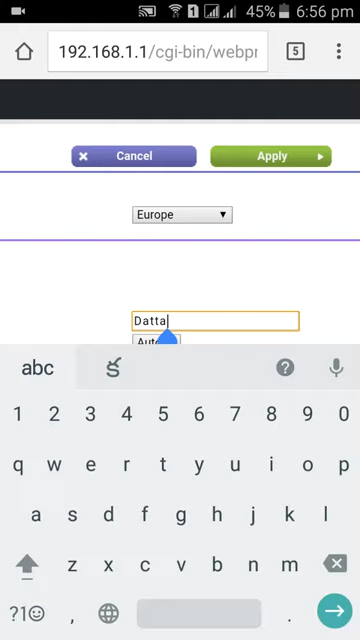 1 45% 6:56 pm
192.168.1.1/cgi-bin/webpr 5
Cancel Apply
Europe
Datta
abc క
1 2 3 4 5 6 7 8 9 0
q w e r t y u i o p
a s d f g h j k l
z x c v b n m
?1☺ , .